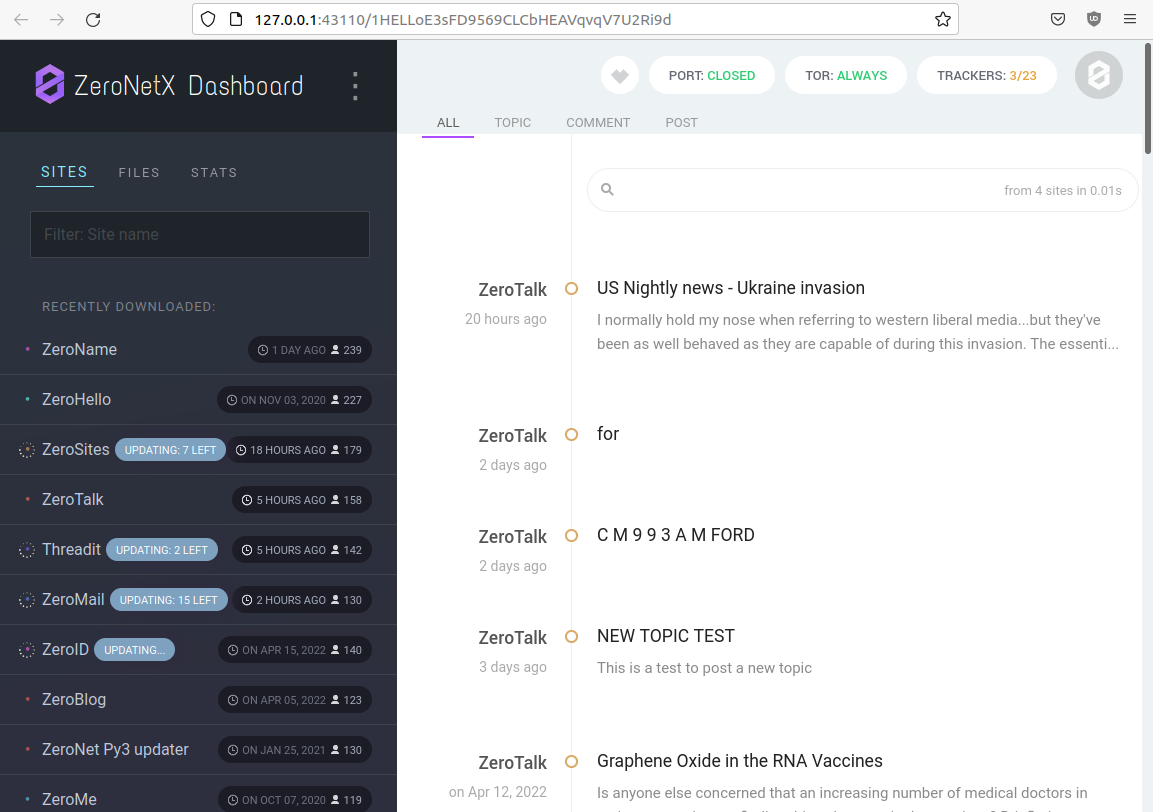 127.0.0.1:43110/1HELLoE3sFD9569CLCbHEAVqvqV7U2Ri9d
ZeroNetX Dashboard
SITES FILES STATS
Filter: Site name
RECENTLY DOWNLOADED:
ZeroName 1 DAY AGO 239
ZeroHello ON NOV 03, 2020 227
ZeroSites UPDATING: 7 LEFT 18 HOURS AGO 179
ZeroTalk 5 HOURS AGO 158
Threadit UPDATING: 2 LEFT 5 HOURS AGO 142
ZeroMail UPDATING: 15 LEFT 2 HOURS AGO 130
ZeroID UPDATING... ON APR 15, 2022 140
ZeroBlog ON APR 05, 2022 123
ZeroNet Py3 updater ON JAN 25, 2021 130
ZeroMe ON OCT 07, 2020 119
PORT: CLOSED TOR: ALWAYS TRACKERS: 3/23
ALL TOPIC COMMENT POST
from 4 sites in 0.01s
ZeroTalk US Nightly news - Ukraine invasion
20 hours ago I normally hold my nose when referring to western liberal media...but they've
been as well behaved as they are capable of during this invasion. The essenti...
ZeroTalk for
2 days ago
ZeroTalk C M 9 9 3 A M FORD
2 days ago
ZeroTalk NEW TOPIC TEST
3 days ago This is a test to post a new topic
ZeroTalk Graphene Oxide in the RNA Vaccines
on Apr 12, 2022 Is anyone else concerned that an increasing number of medical doctors in